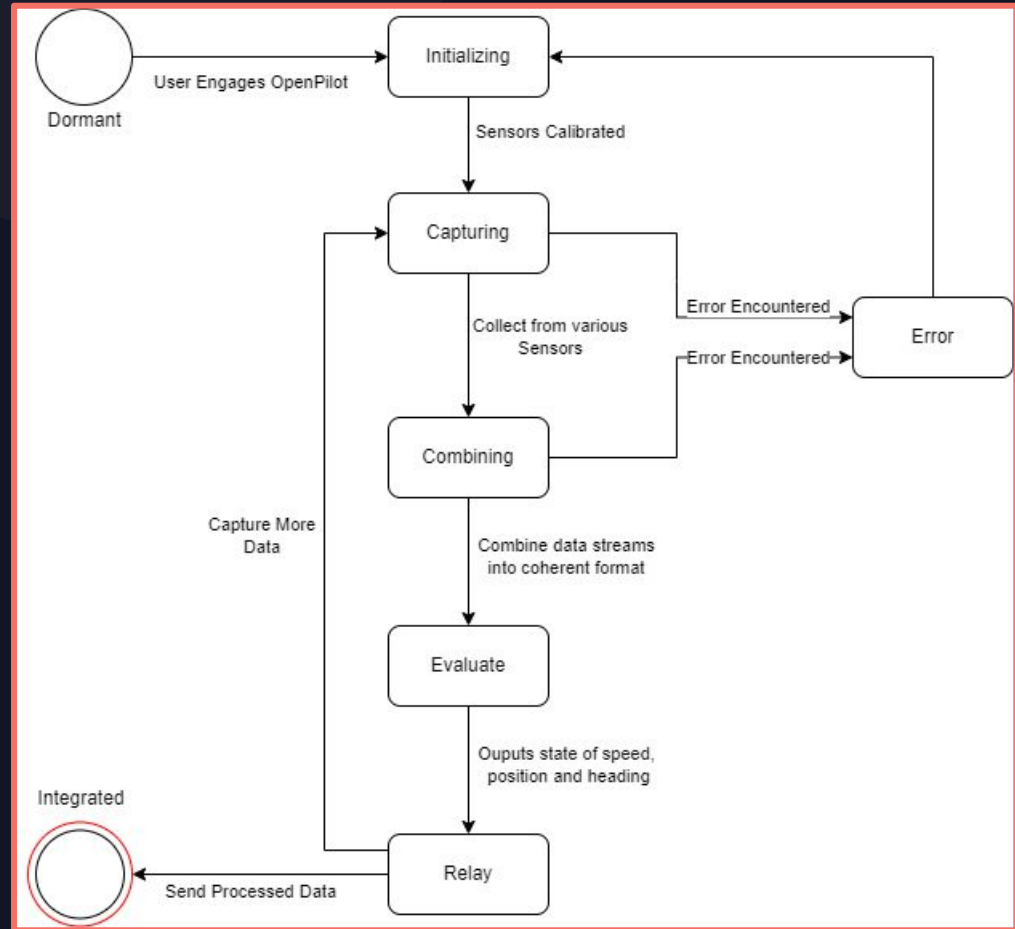 Initializing
User Engages OpenPilot
Dormant
Sensors Calibrated
Capturing
Error Encountered
Collect from various
Sensors
Error
Error Encountered
Combining
Capture More
Data
Combine data streams
into coherent format
Evaluate
Ouputs state of speed,
position and heading
Integrated
Relay
Send Processed Data